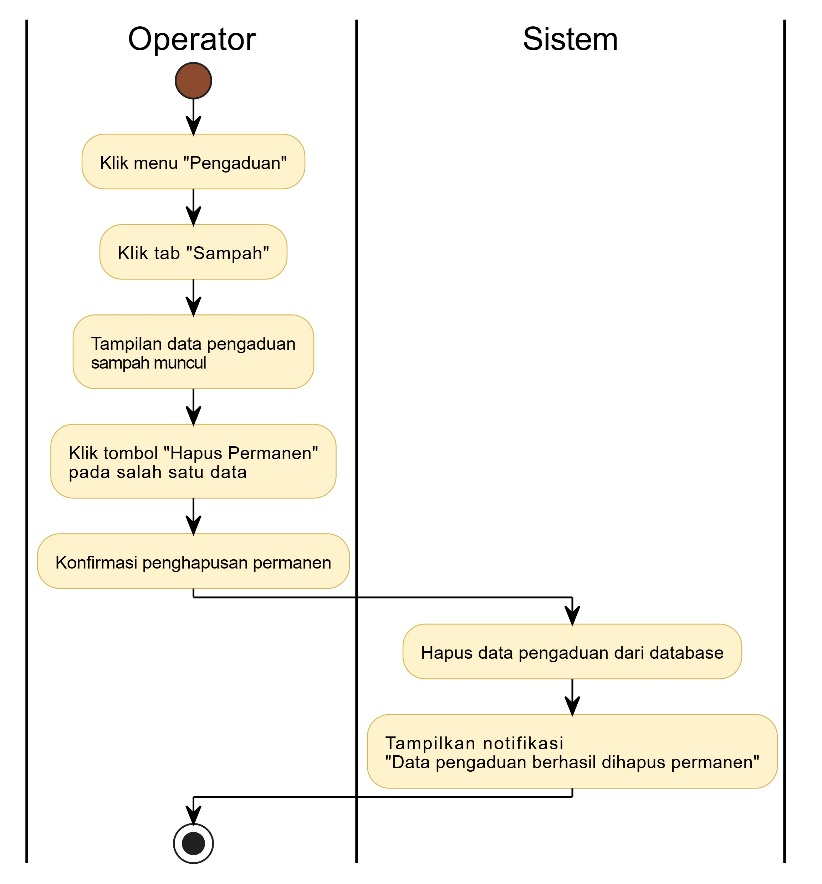 Operator
Sistem
Klik menu "Pengaduan"
Klik tab "Sampah"
Tampilan data pengaduan
sampah muncul
Klik tombol "Hapus Permanen"
pada salah satu data
Konfirmasi penghapusan permanen
Hapus data pengaduan dari database
Tampilkan notifikasi
"Data pengaduan berhasil dihapus permanen"